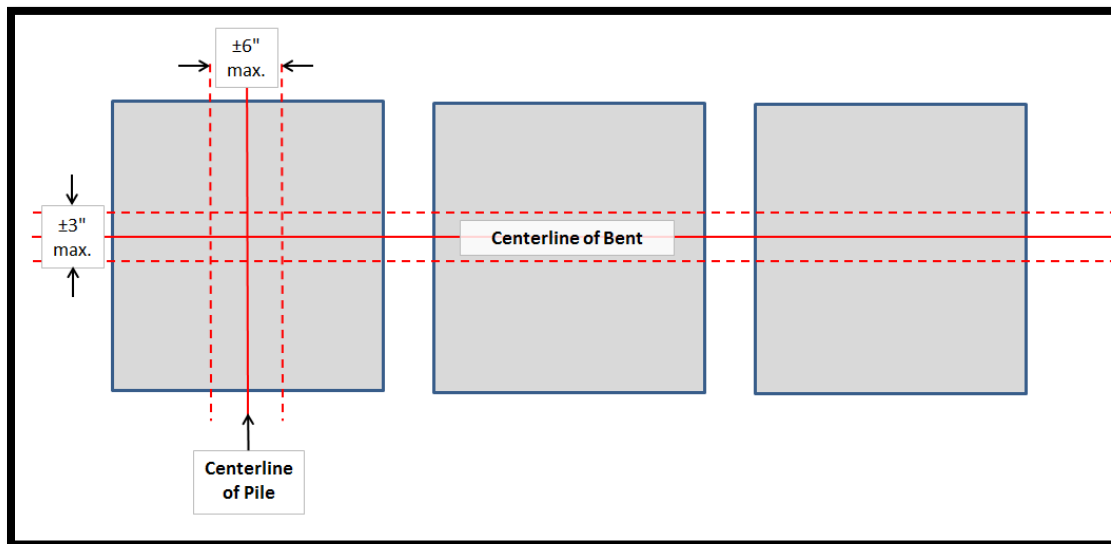 ±6"
max.
±3"
max.
Centerline of Bent
Centerline
of Pile